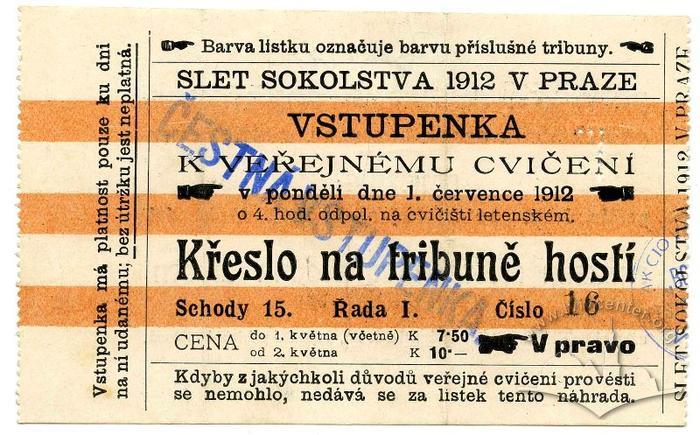 Barva lístku označuje barvu příslušné tribuny.
SLET SOKOLSTVA 1912 V PRAZE
VSTUPENKA
K VEŘEJNÉMU CVIČENÍ
v pondělí dne 1. července 1912
o 4. hod. odpol. na cvičišti letenském.
Křeslo na tribuně hostí
Schody 15. Řada I. Číslo 16
CENA
do 1. května (včetně) K 7·50
od 2. května K 10·—
V pravo
Kdyby z jakýchkoli důvodů veřejné cvičení provésti
se nemohlo, nedává se za lístek tento náhrada.
Vstupenka má platnost pouze ku dni
na ní udanému; bez útržku jest neplatná.
ČESTNÁ VSTUPENKA
SLET SOKOLSTVA 1912 V PRAZE